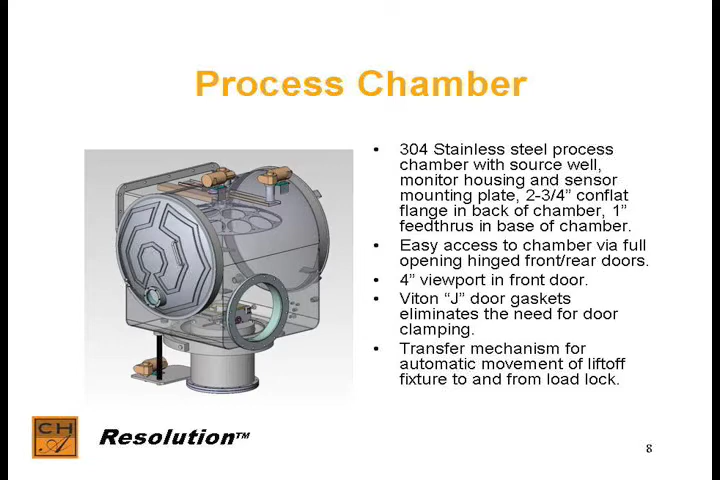 Process Chamber
• 304 Stainless steel process
chamber with source well,
monitor housing and sensor
mounting plate, 2-3/4” conflat
flange in back of chamber, 1”
feedthrus in base of chamber.
• Easy access to chamber via full
opening hinged front/rear doors.
• 4” viewport in front door.
• Viton “J” door gaskets
eliminates the need for door
clamping.
• Transfer mechanism for
automatic movement of liftoff
fixture to and from load lock.
CH
A
Resolution™
8